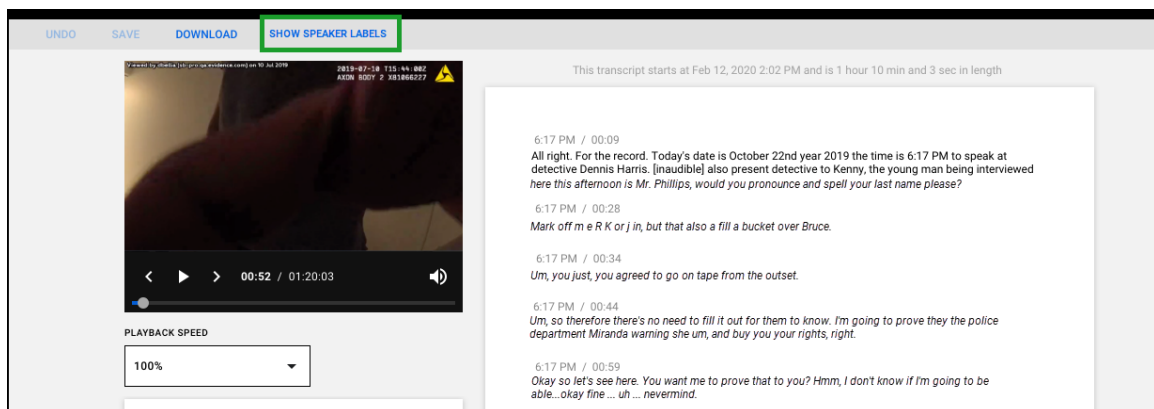 UNDO SAVE DOWNLOAD SHOW SPEAKER LABELS
Viewed by on 10 Jul 2019
2019-07-10 T15:44:00Z
AXON BODY 2 X81066227
00:52 / 01:20:03
PLAYBACK SPEED
100%
This transcript starts at Feb 12, 2020 2:02 PM and is 1 hour 10 min and 3 sec in length
6:17 PM / 00:09
All right. For the record. Today's date is October 22nd year 2019 the time is 6:17 PM to speak at
detective Dennis Harris. [inaudible] also present detective to Kenny, the young man being interviewed
here this afternoon is Mr. Phillips, would you pronounce and spell your last name please?
6:17 PM / 00:28
Mark off m e R K or j in, but that also a fill a bucket over Bruce.
6:17 PM / 00:34
Um, you just, you agreed to go on tape from the outset.
6:17 PM / 00:44
Um, so therefore there's no need to fill it out for them to know. I'm going to prove they the police
department Miranda warning she um, and buy you your rights, right.
6:17 PM / 00:59
Okay so let's see here. You want me to prove that to you? Hmm, I don't know if I'm going to be
able...okay fine ... uh ... nevermind.